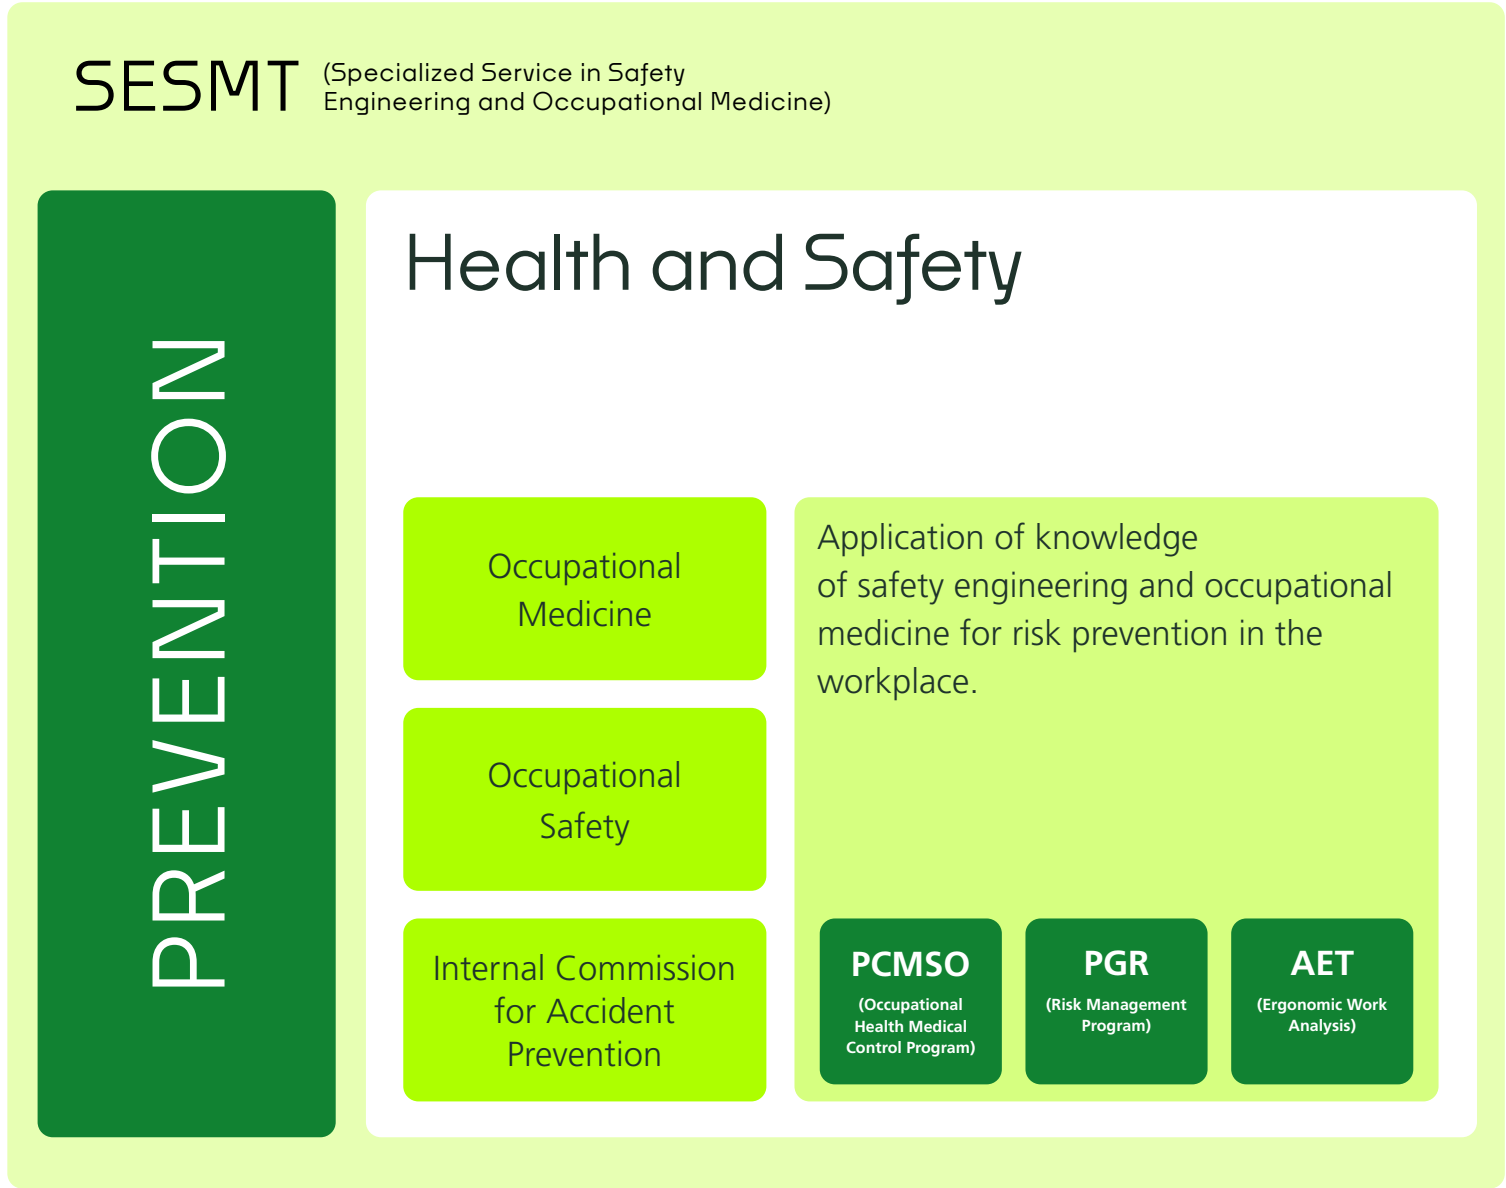 SESMT
(Specialized Service in Safety
Engineering and Occupational Medicine)
PREVENTION
Health and Safety
Occupational
Medicine
Occupational
Safety
Internal Commission
for Accident
Prevention
Application of knowledge
of safety engineering and occupational
medicine for risk prevention in the
workplace.
PCMSO
(Occupational
Health Medical
Control Program)
PGR
(Risk Management
Program)
AET
(Ergonomic Work
Analysis)